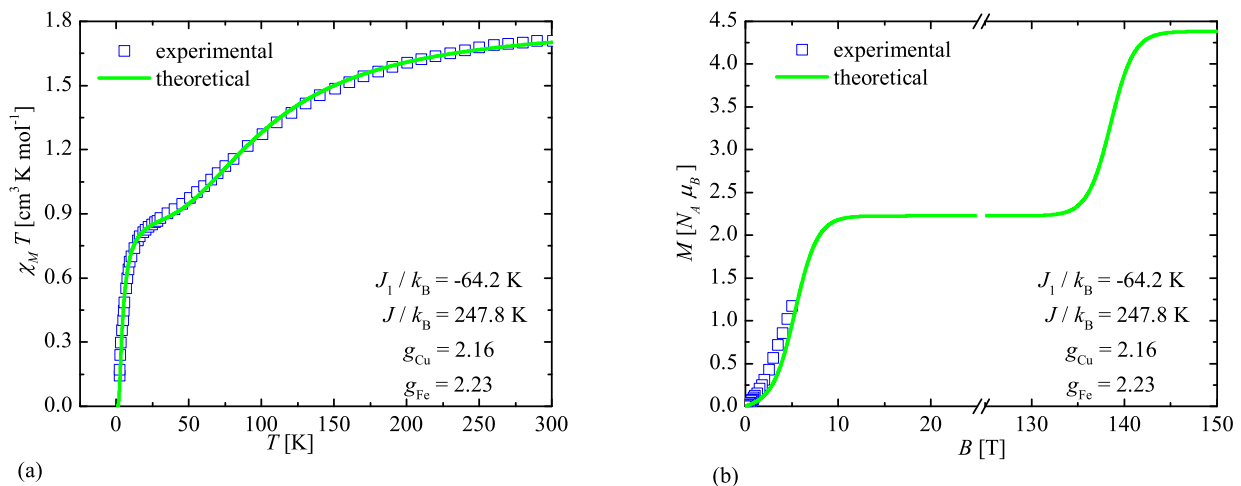 experimental
theoretical
χM T [cm3 K mol-1]
1.8
1.5
1.2
0.9
0.6
0.3
0.0
J1 / kB = -64.2 K
J / kB = 247.8 K
gCu = 2.16
gFe = 2.23
0 50 100 150 200 250 300
T [K]
(a)
experimental
theoretical
M [NA μB]
4.5
4.0
3.5
3.0
2.5
2.0
1.5
1.0
0.5
0.0
J1 / kB = -64.2 K
J / kB = 247.8 K
gCu = 2.16
gFe = 2.23
0 10 20 130 140 150
B [T]
(b)